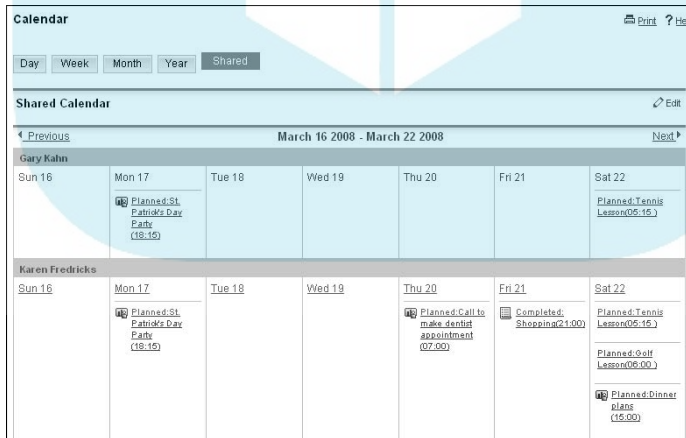 Calendar
Print ? He
Day Week Month Year Shared
Shared Calendar
Edit
Previous March 16 2008 - March 22 2008 Next
Gary Kahn
Sun 16 Mon 17 Tue 18 Wed 19 Thu 20 Fri 21 Sat 22
Planned:St. Planned:Tennis
Patrick's Day Lesson(05:15 )
Party
(18:15)
Karen Fredricks
Sun 16 Mon 17 Tue 18 Wed 19 Thu 20 Fri 21 Sat 22
Planned:St. Planned:Call to Completed: Planned:Tennis
Patrick's Day make dentist Shopping(21:00) Lesson(05:15 )
Party appointment
(18:15) (07:00)
Planned:Golf
Lesson(06:00 )
Planned:Dinner
plans
(15:00)